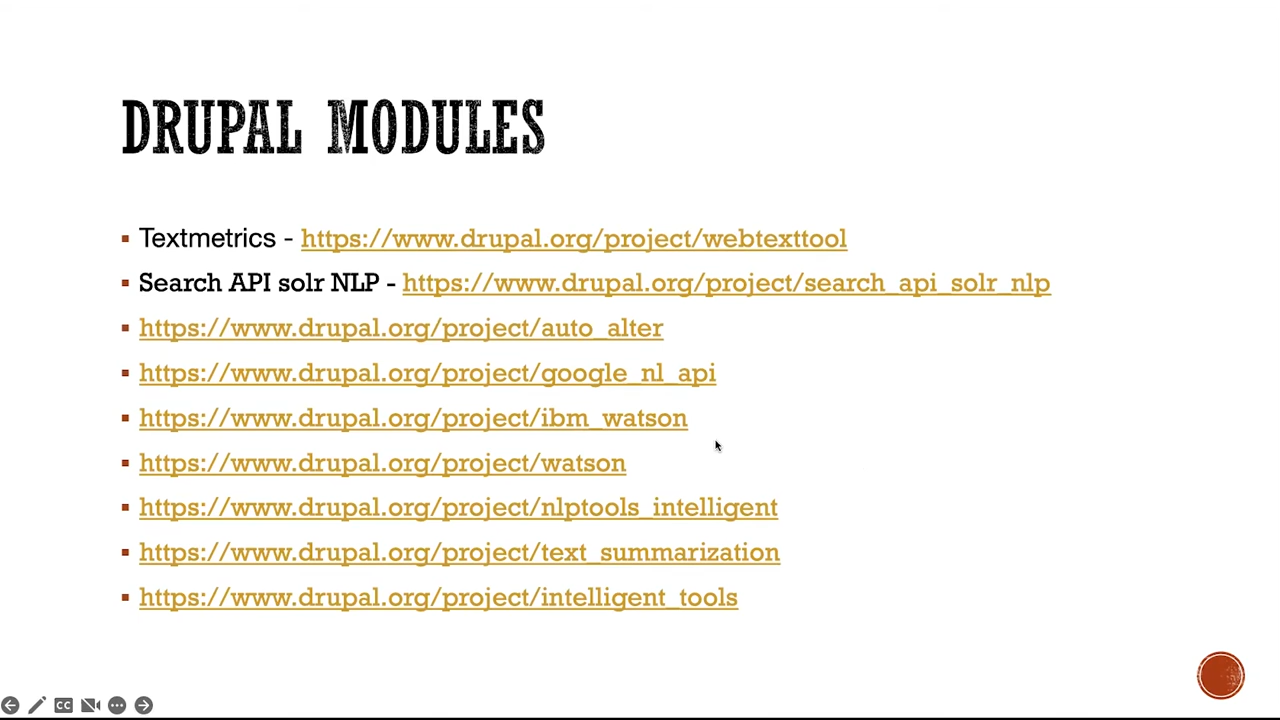 DRUPAL MODULES
Textmetrics - https://www.drupal.org/project/webtexttool
Search API solr NLP - https://www.drupal.org/project/search_api_solr_nlp
https://www.drupal.org/project/auto_alter
https://www.drupal.org/project/google_nl_api
https://www.drupal.org/project/ibm_watson
https://www.drupal.org/project/watson
https://www.drupal.org/project/nlptools_intelligent
https://www.drupal.org/project/text_summarization
https://www.drupal.org/project/intelligent_tools
CC